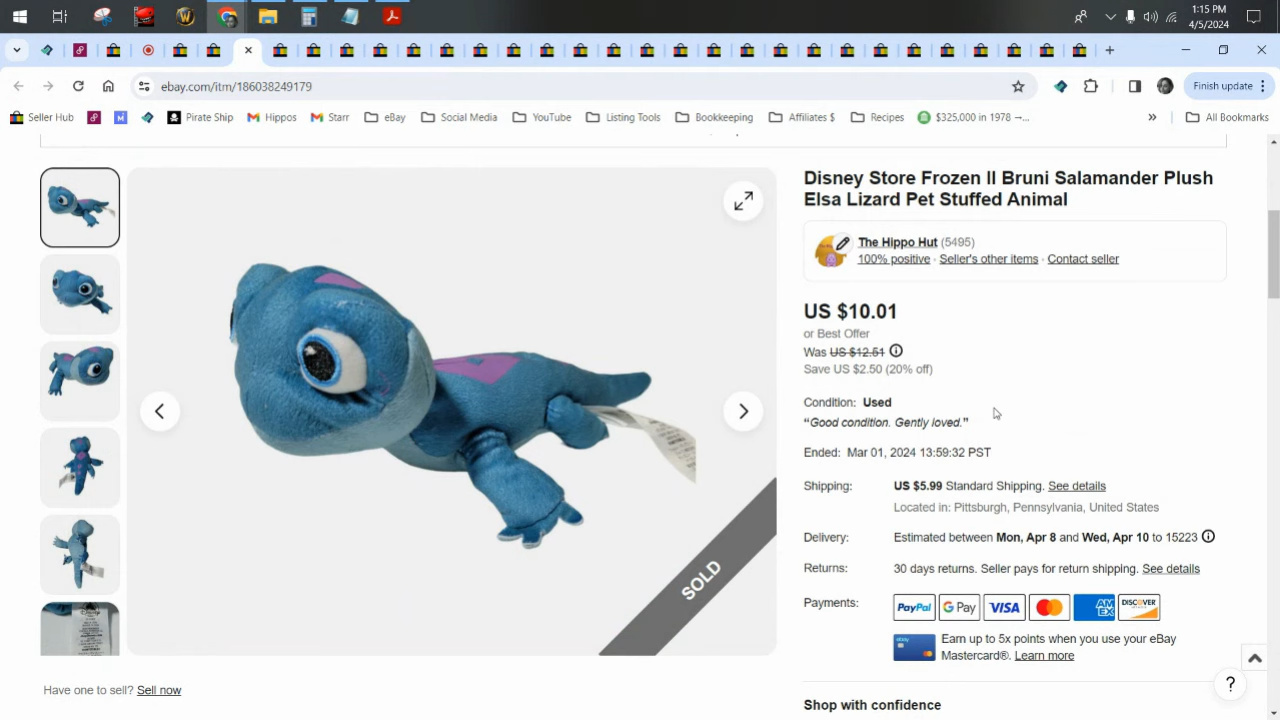 1:15 PM
4/5/2024
ebay.com/itm/186038249179
Finish update
Seller Hub
Pirate Ship
Hippos
Starr
eBay
Social Media
YouTube
Listing Tools
Bookkeeping
Affiliates $
Recipes
$325,000 in 1978 →...
»
All Bookmarks
Disney Store Frozen II Bruni Salamander Plush
Elsa Lizard Pet Stuffed Animal
The Hippo Hut (5495)
100% positive · Seller's other items · Contact seller
US $10.01
or Best Offer
Was US $12.51
Save US $2.50 (20% off)
Condition: Used
“Good condition. Gently loved.”
Ended: Mar 01, 2024 13:59:32 PST
Shipping: US $5.99 Standard Shipping. See details
Located in: Pittsburgh, Pennsylvania, United States
Delivery: Estimated between Mon, Apr 8 and Wed, Apr 10 to 15223
Returns: 30 days returns. Seller pays for return shipping. See details
Payments: PayPal G Pay VISA AM EX DISCOVER
Earn up to 5x points when you use your eBay
Mastercard®. Learn more
SOLD
Have one to sell? Sell now
?
Shop with confidence